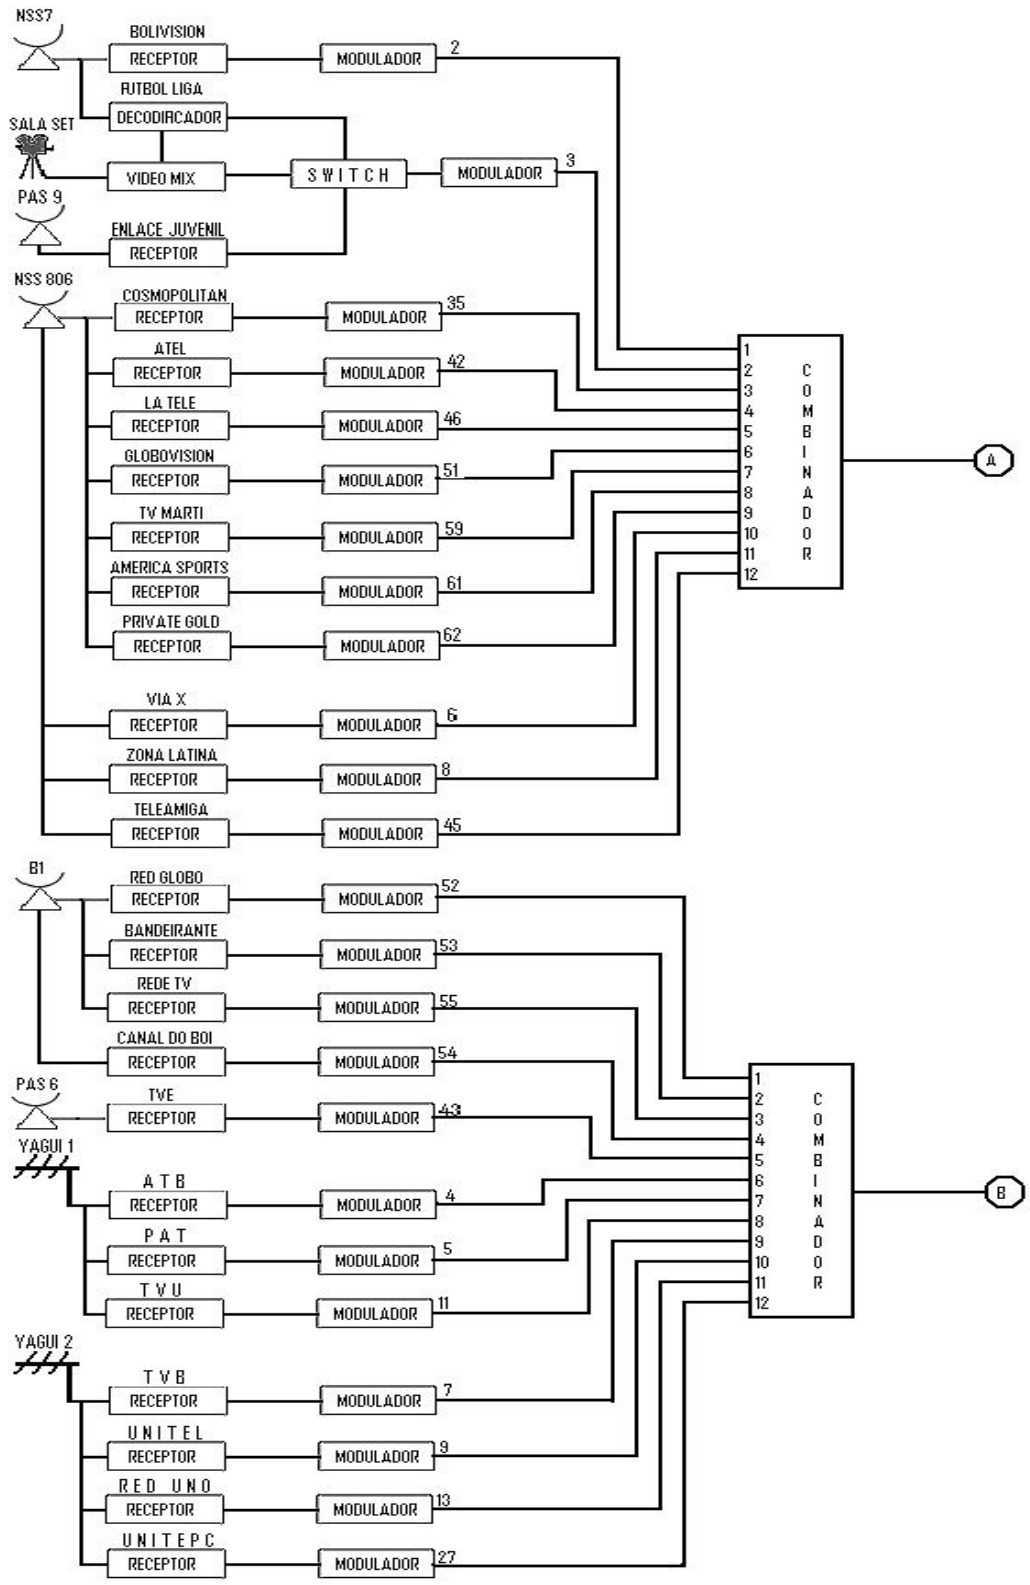 NSS7
BOLIVISION
RECEPTOR
MODULADOR
2
FUTBOL LIGA
DECODIFICADOR
SALA SET
VIDEO MIX
SWITCH
MODULADOR
3
PAS 9
ENLACE JUVENIL
RECEPTOR
NSS 806
COSMOPOLITAN
RECEPTOR
MODULADOR
35
ATEL
RECEPTOR
MODULADOR
42
LA TELE
RECEPTOR
MODULADOR
46
GLOBOVISION
RECEPTOR
MODULADOR
51
TV MARTI
RECEPTOR
MODULADOR
59
AMERICA SPORTS
RECEPTOR
MODULADOR
61
PRIVATE GOLD
RECEPTOR
MODULADOR
62
VIA X
RECEPTOR
MODULADOR
6
ZONA LATINA
RECEPTOR
MODULADOR
8
TELEAMIGA
RECEPTOR
MODULADOR
45
1
2
3
4
5
6
7
8
9
10
11
12
COMBINADOR
A
B1
RED GLOBO
RECEPTOR
MODULADOR
52
BANDEIRANTE
RECEPTOR
MODULADOR
53
REDE TV
RECEPTOR
MODULADOR
55
CANAL DO BOI
RECEPTOR
MODULADOR
54
PAS 6
TVE
RECEPTOR
MODULADOR
43
YAGUI 1
ATB
RECEPTOR
MODULADOR
4
PAT
RECEPTOR
MODULADOR
5
TVU
RECEPTOR
MODULADOR
11
YAGUI 2
TVB
RECEPTOR
MODULADOR
7
UNITEL
RECEPTOR
MODULADOR
9
RED UNO
RECEPTOR
MODULADOR
13
UNITEPC
RECEPTOR
MODULADOR
27
1
2
3
4
5
6
7
8
9
10
11
12
COMBINADOR
B